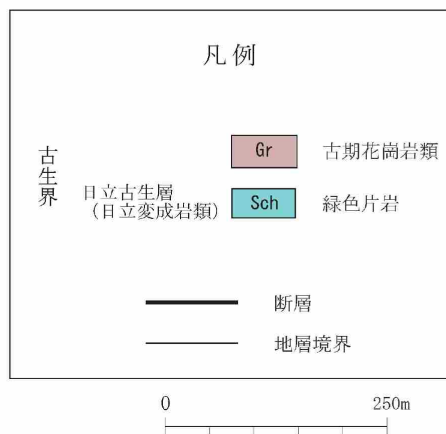 凡例
古生界
Gr 古期花崗岩類
日立古生層
(日立変成岩類)
Sch 緑色片岩
断層
地層境界
0 250m